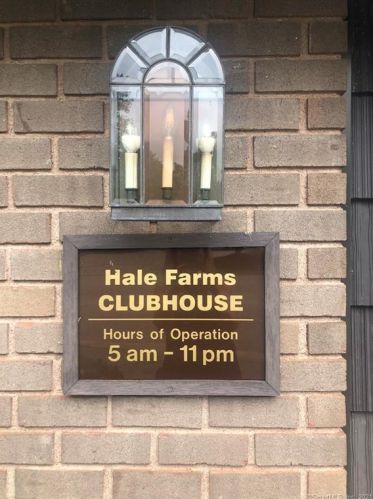 Hale Farms
CLUBHOUSE
Hours of Operation
5 am - 11 pm